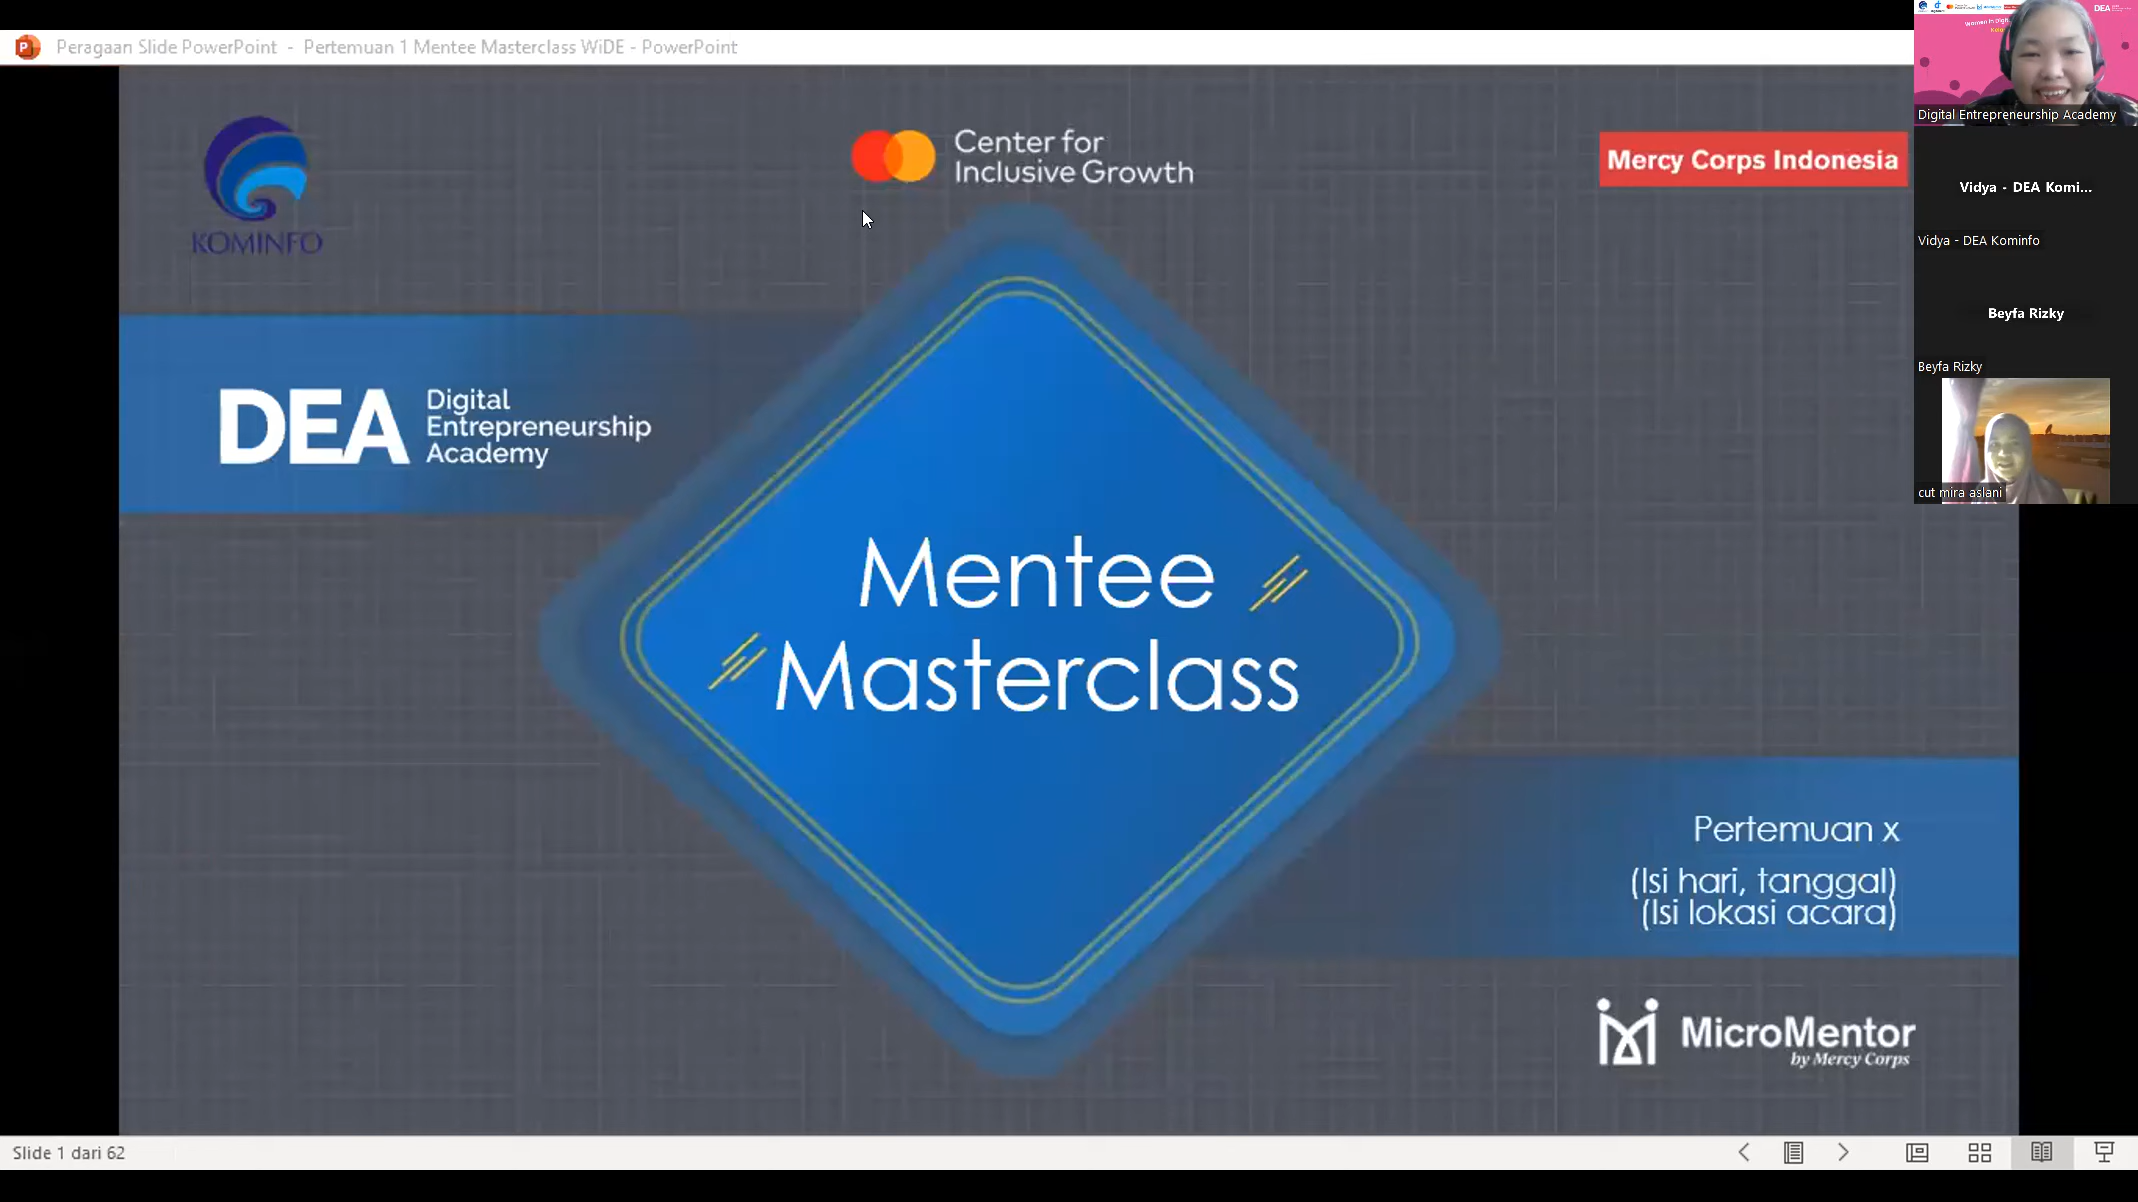 Peragaan Slide PowerPoint - Pertemuan 1 Mentee Masterclass WiDE - PowerPoint
KOMINFO
Center for
Inclusive Growth
Mercy Corps Indonesia
DEA
Digital
Entrepreneurship
Academy
Mentee
Masterclass
Pertemuan x
(Isi hari, tanggal)
(Isi lokasi acara)
MicroMentor
by Mercy Corps
Slide 1 dari 62
DEA
Digital Entrepreneurship Academy
Vidya - DEA Komi...
Vidya - DEA Kominfo
Beyfa Rizky
Beyfa Rizky
cut mira aslani